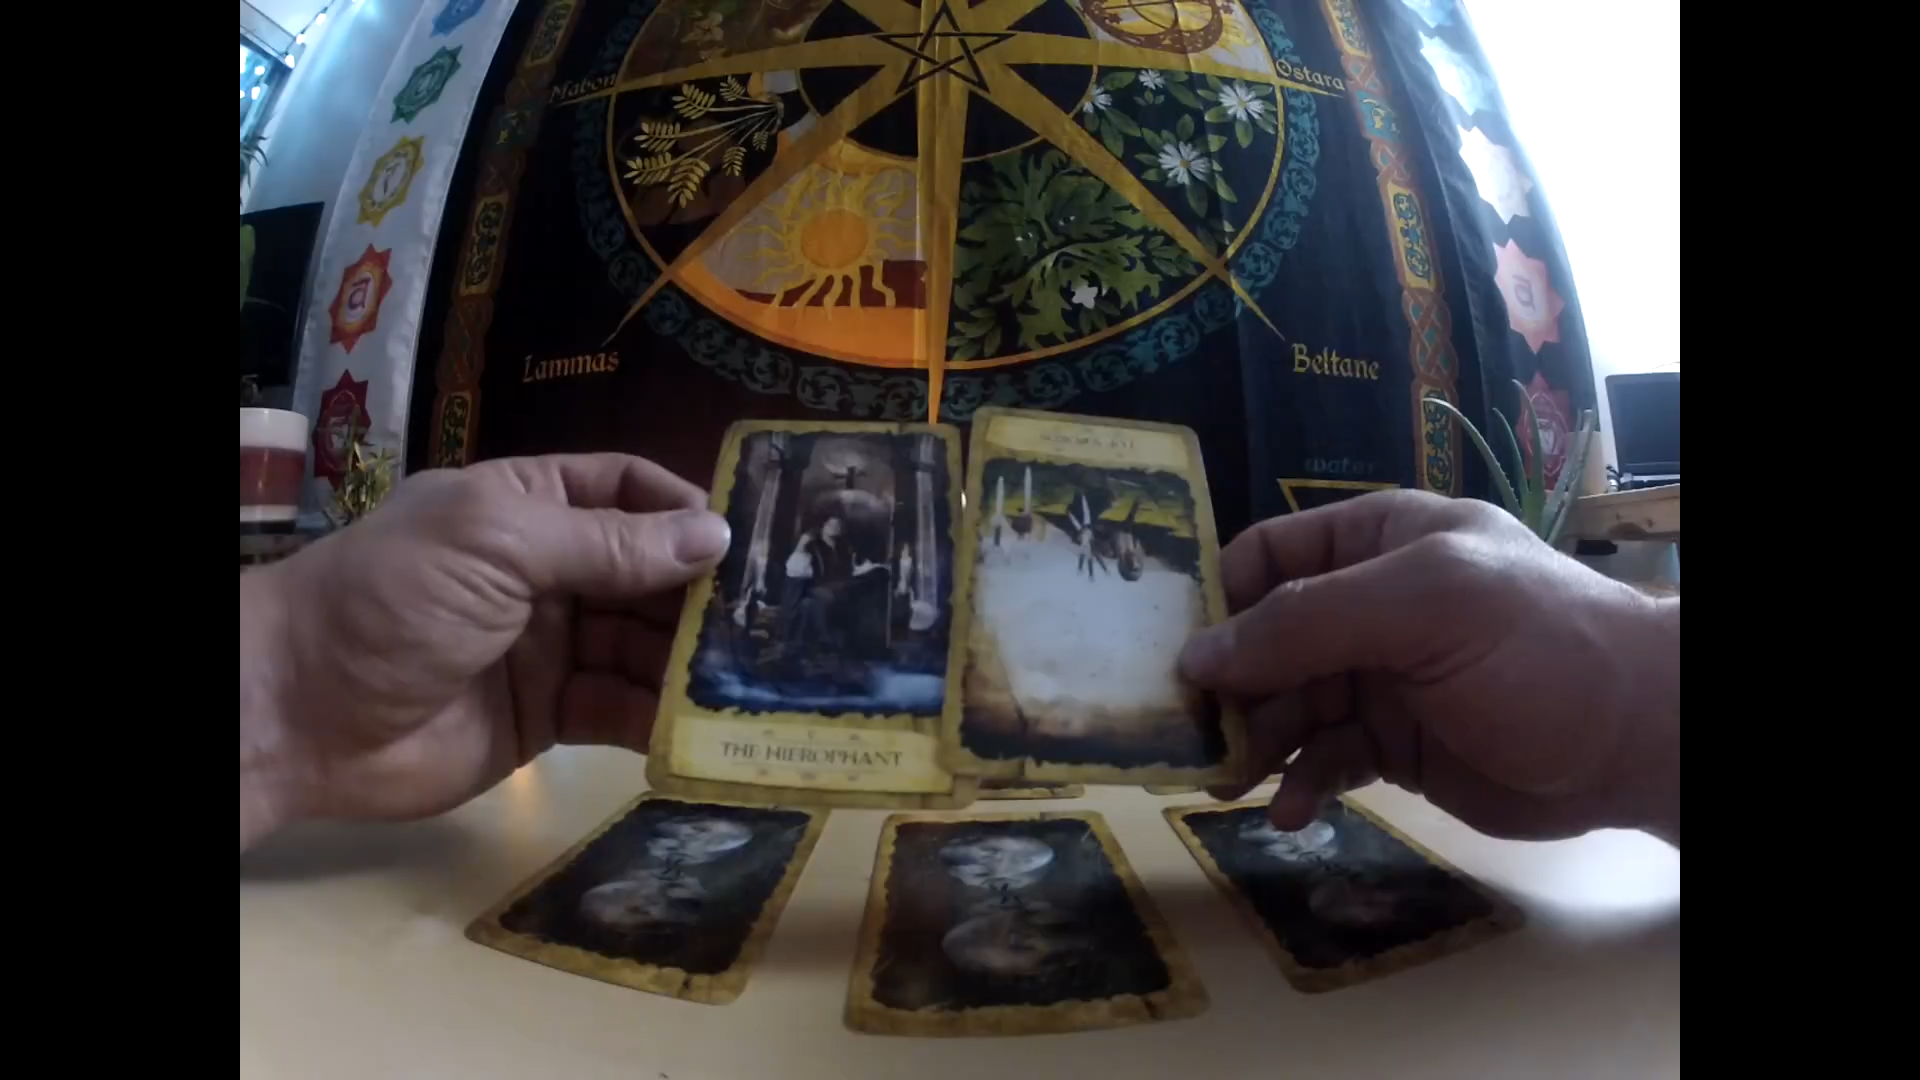 Mabon
Ostara
Lammas
Beltane
water
THE HIEROPHANT